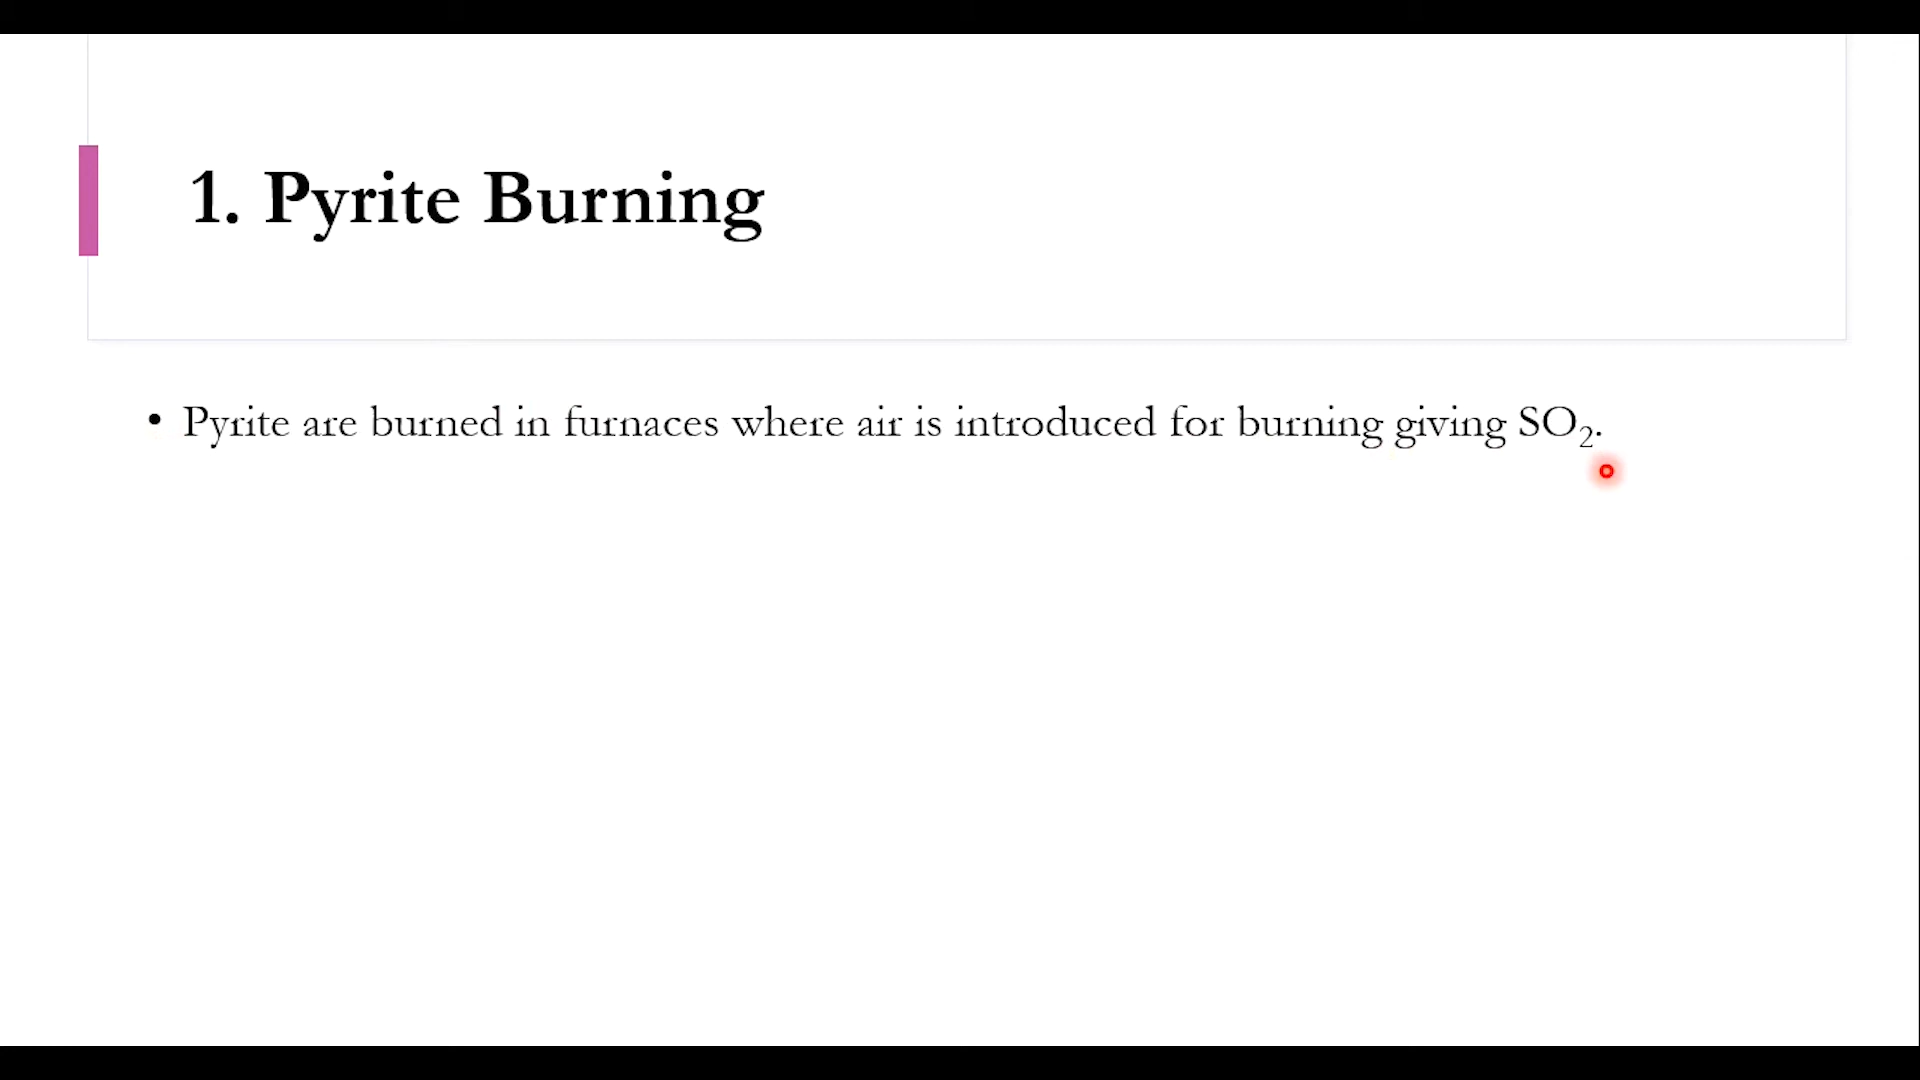 1. Pyrite Burning
• Pyrite are burned in furnaces where air is introduced for burning giving SO₂.